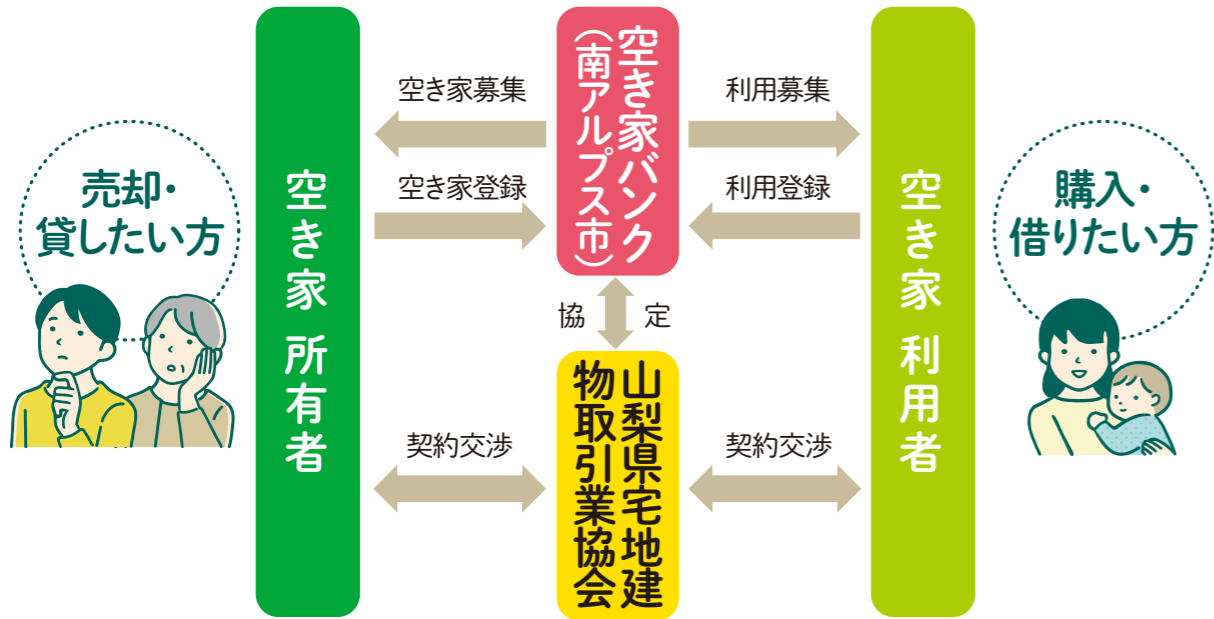 売却・
貸したい方
空き家 所有者
空き家募集
空き家登録
契約交渉
空き家バンク
(南アルプス市)
協 定
山梨県宅地建
物取引業協会
利用募集
利用登録
契約交渉
空き家 利用者
購入・
借りたい方